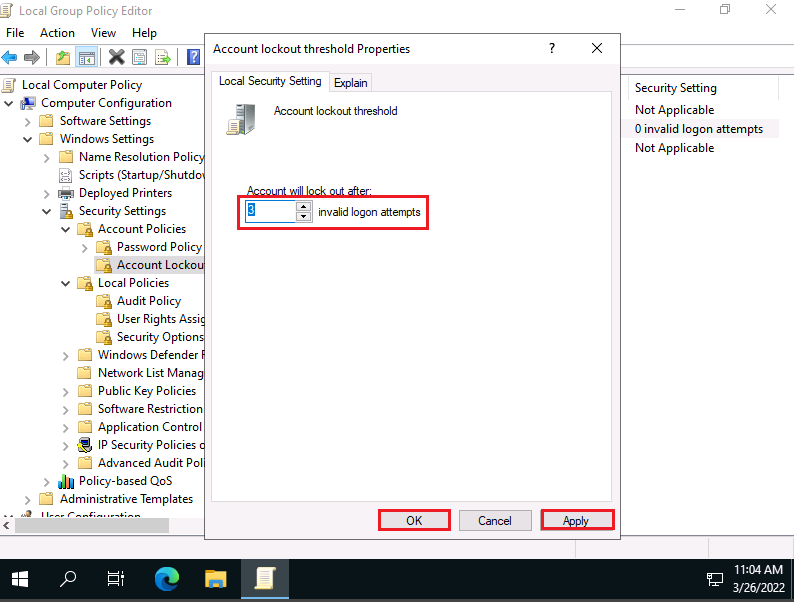 Local Group Policy Editor
File Action View Help
Local Computer Policy
Computer Configuration
Software Settings
Windows Settings
Name Resolution Policy
Scripts (Startup/Shutdow
Deployed Printers
Security Settings
Account Policies
Password Policy
Account Lockou
Local Policies
Audit Policy
User Rights Assig
Security Options
Windows Defender F
Network List Manag
Public Key Policies
Software Restriction
Application Control
IP Security Policies o
Advanced Audit Poli
Policy-based QoS
Administrative Templates
User Configuration
Account lockout threshold Properties
?
Local Security Setting Explain
Account lockout threshold
Account will lock out after:
3 invalid logon attempts
OK Cancel Apply
Security Setting
Not Applicable
0 invalid logon attempts
Not Applicable
11:04 AM
3/26/2022